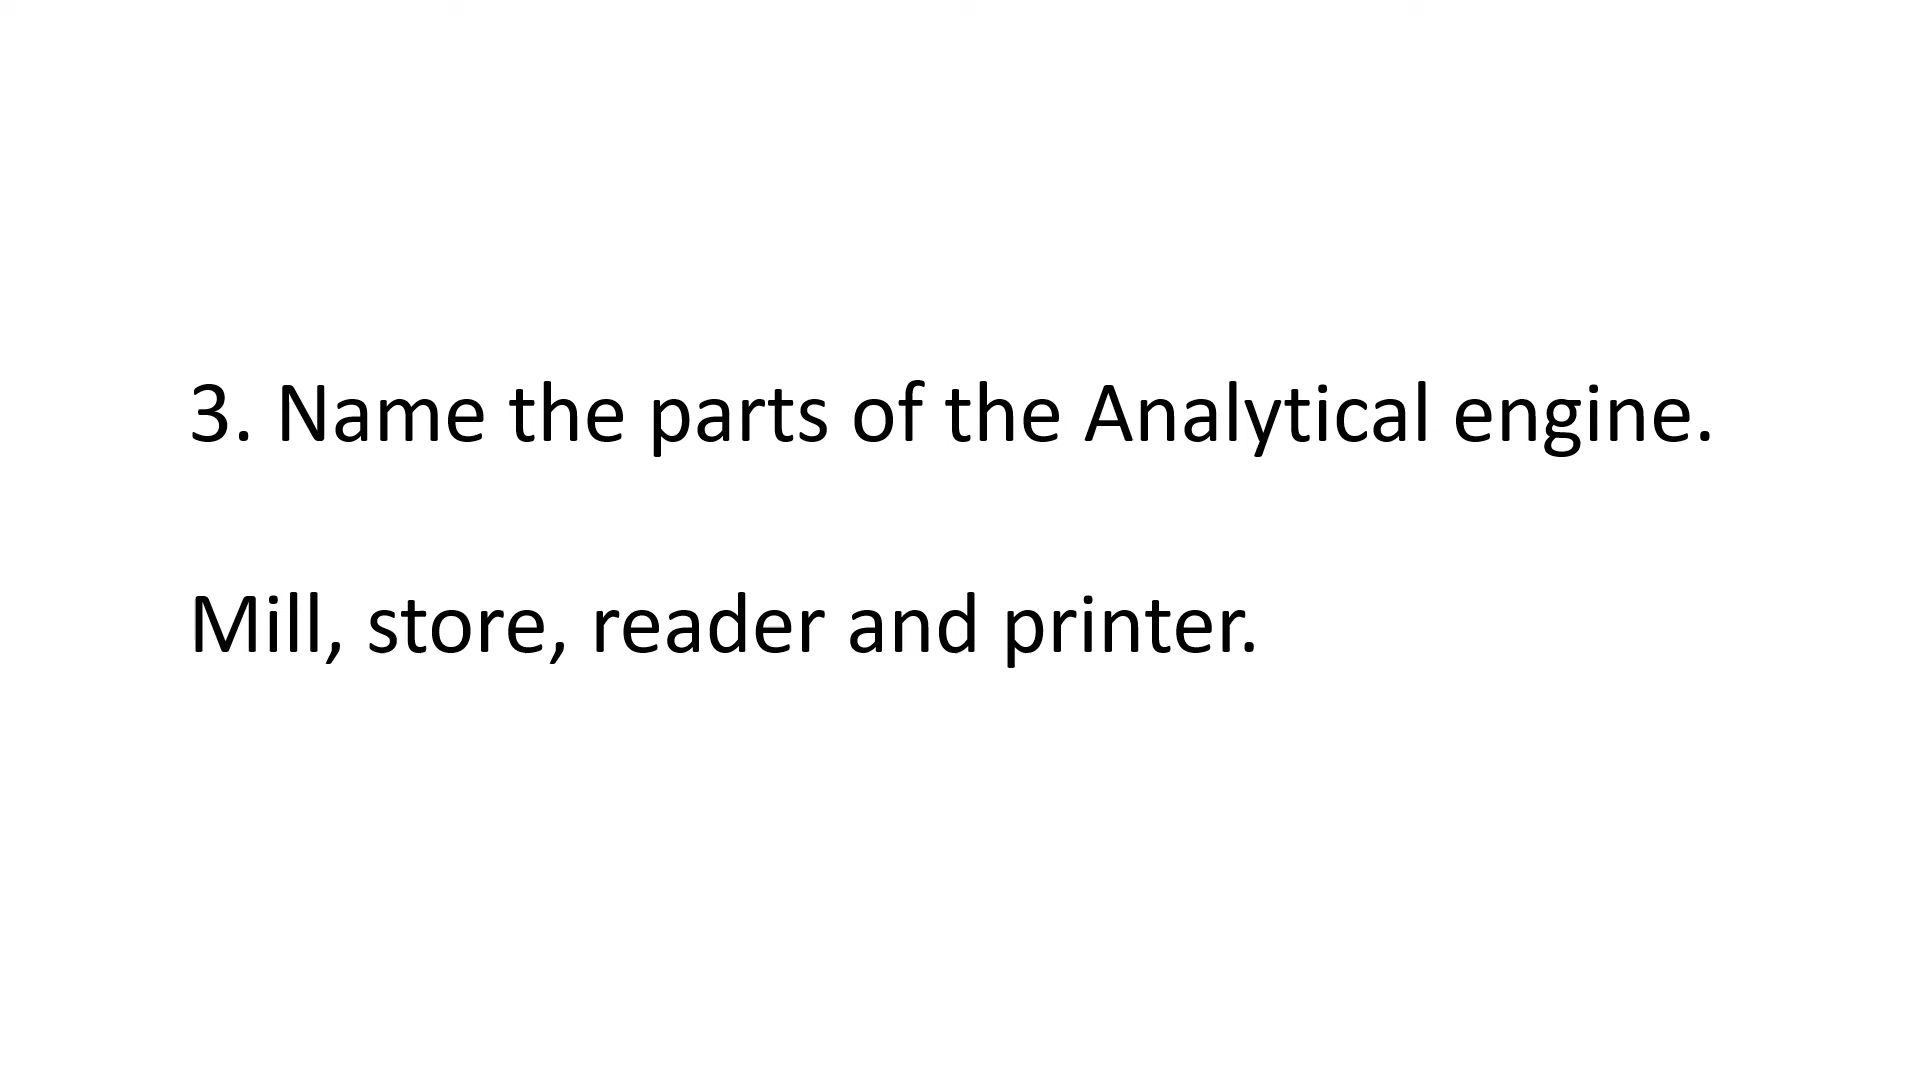 3. Name the parts of the Analytical engine.
Mill, store, reader and printer.